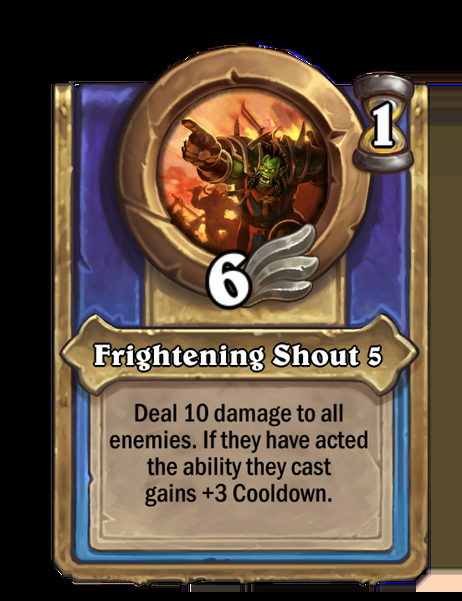 1
6
Frightening Shout 5
Deal 10 damage to all
enemies. If they have acted
the ability they cast
gains +3 Cooldown.